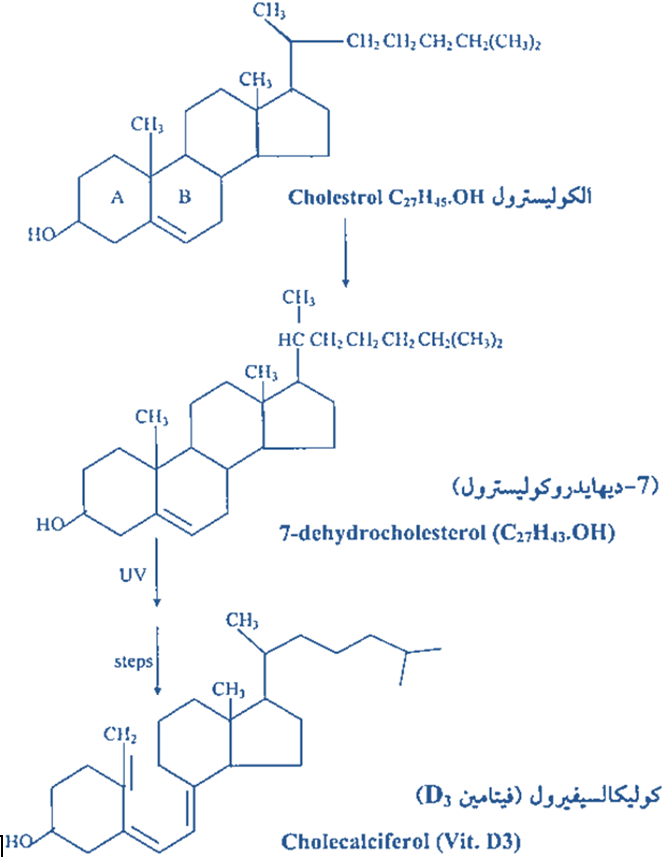 CH₃
CH₂ CH₂ CH₂ CH₂(CH₃)₂
CH₃
CH₃
A B
HO
Cholestrol C₂₇H₄₅.OH الكوليسترول
CH₃
HC CH₂ CH₂ CH₂ CH₂(CH₃)₂
CH₃
CH₃
(7-ديهايدروكوليسترول)
HO
7-dehydrocholesterol (C₂₇H₄₃.OH)
UV
CH₃
steps
CH₃
CH₂
كوليكالسيفيرول (فيتامين D₃)
HO
Cholecalciferol (Vit. D3)